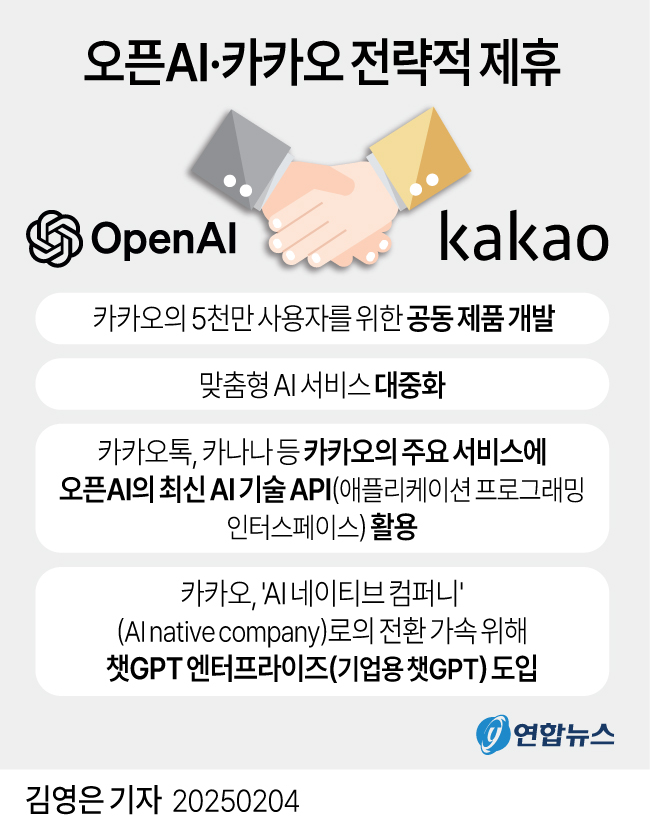 오픈AI·카카오 전략적 제휴
OpenAI
kakao
카카오의 5천만 사용자를 위한 공동 제품 개발
맞춤형 AI 서비스 대중화
카카오톡, 카나나 등 카카오의 주요 서비스에
오픈AI의 최신 AI 기술 API(애플리케이션 프로그래밍
인터스페이스) 활용
카카오, 'AI 네이티브 컴퍼니'
(AI native company)로의 전환 가속 위해
챗GPT 엔터프라이즈(기업용 챗GPT) 도입
y 연합뉴스
김영은 기자 20250204